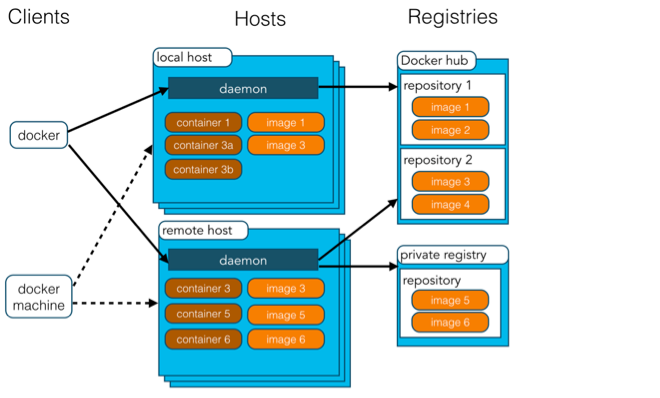 Clients
Hosts
Registries
local host
daemon
container 1
image 1
container 3a
image 3
container 3b
docker
docker
machine
remote host
daemon
container 3
image 3
container 5
image 5
container 6
image 6
Docker hub
repository 1
image 1
image 2
repository 2
image 3
image 4
private registry
repository
image 5
image 6